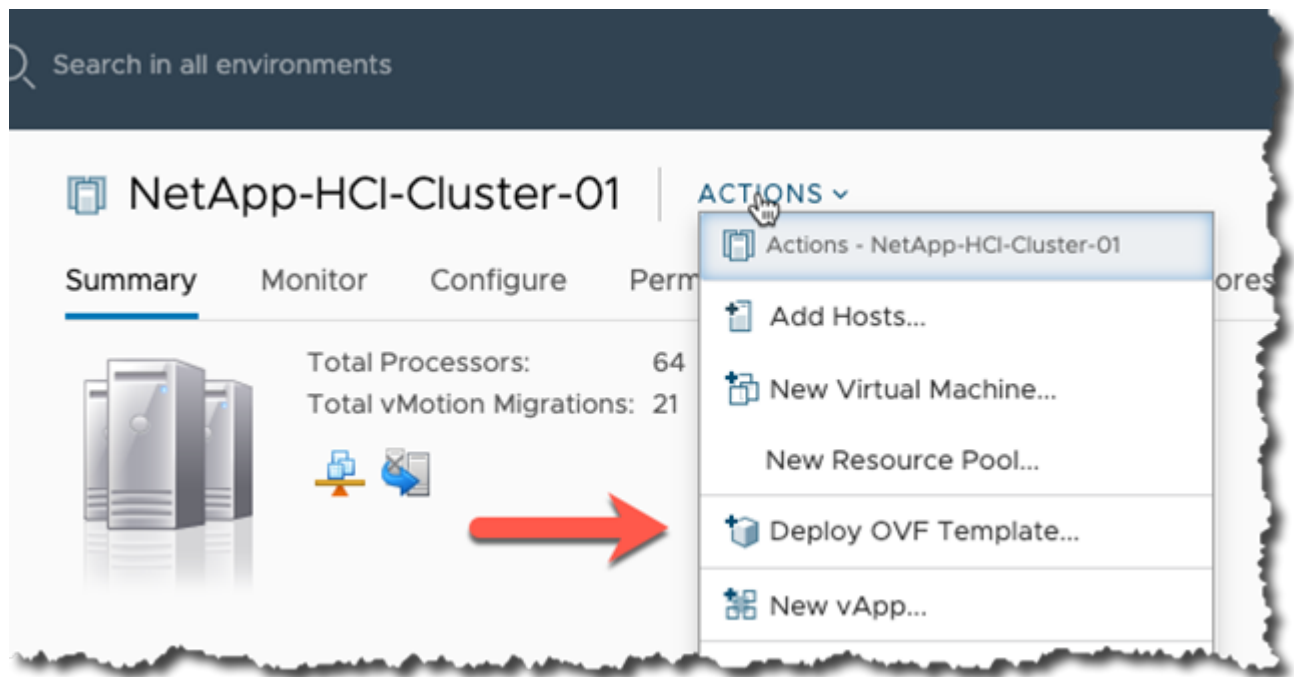 Search in all environments
NetApp-HCI-Cluster-01
ACTIONS
Actions - NetApp-HCI-Cluster-01
Summary Monitor Configure
Total Processors: 64
Total vMotion Migrations: 21
Add Hosts...
New Virtual Machine...
New Resource Pool...
Deploy OVF Template...
New vApp...